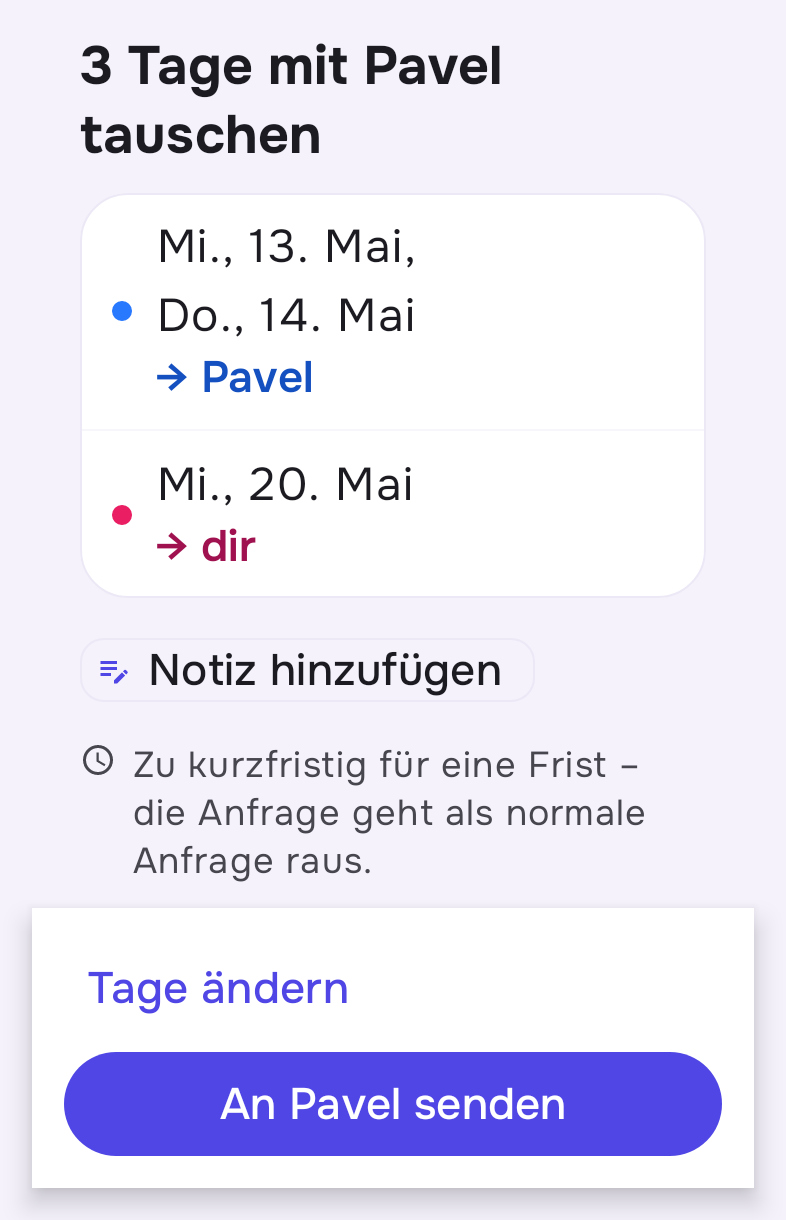 3 Tage mit Pavel
tauschen
Mi., 13. Mai,
Do., 14. Mai
→ Pavel
Mi., 20. Mai
→ dir
Notiz hinzufügen
Zu kurzfristig für eine Frist –
die Anfrage geht als normale
Anfrage raus.
Tage ändern
An Pavel senden